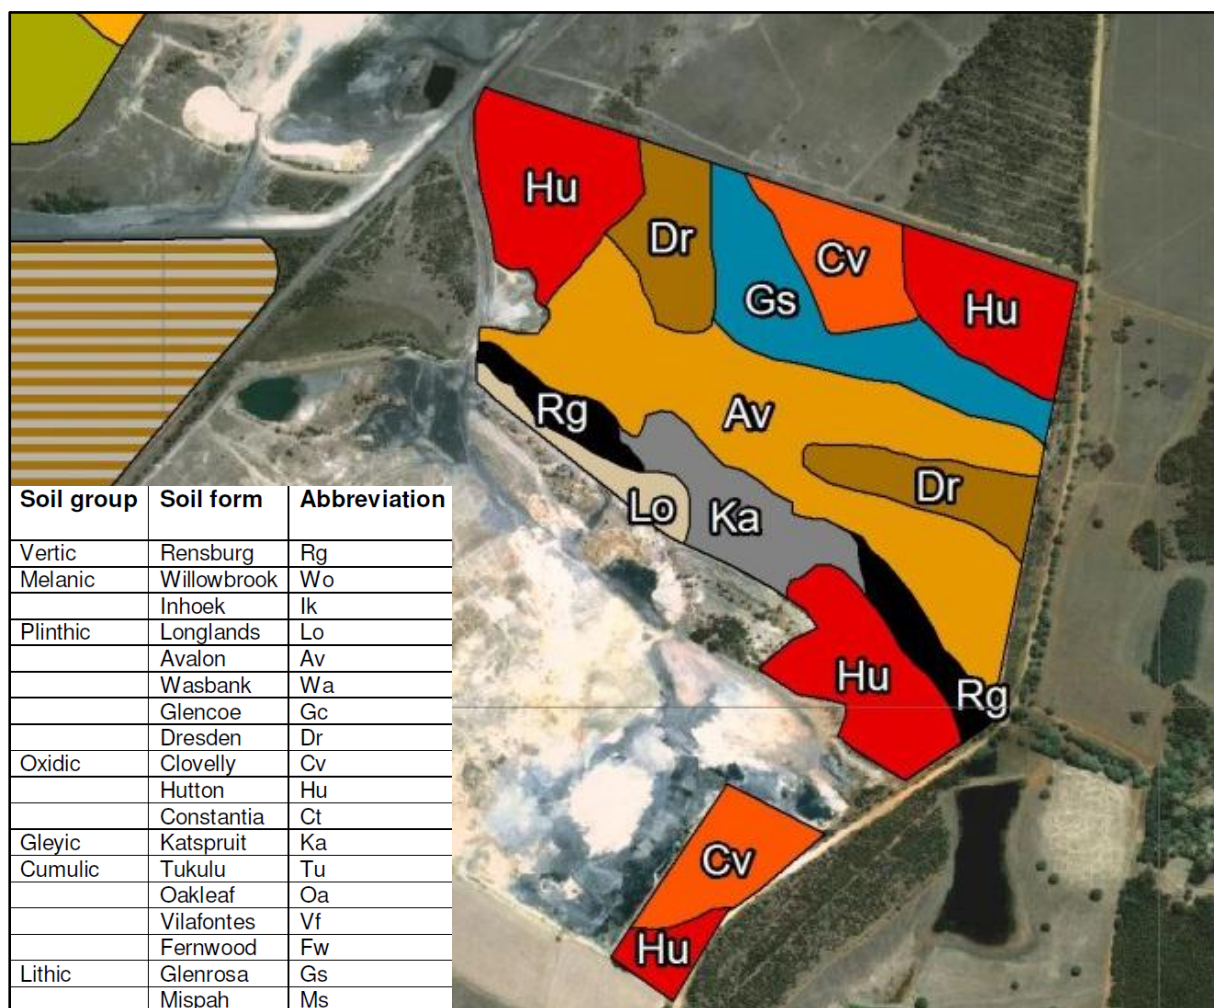 Hu
Dr
Cv
Gs
Hu
Rg
Av
Dr
Lo
Ka
Hu
Rg
Cv
Hu
Soil group Soil form Abbreviation
Vertic Rensburg Rg
Melanic Willowbrook Wo
Inhoek Ik
Plinthic Longlands Lo
Avalon Av
Wasbank Wa
Glencoe Gc
Dresden Dr
Oxidic Clovelly Cv
Hutton Hu
Constantia Ct
Gleyic Katspruit Ka
Cumulic Tukulu Tu
Oakleaf Oa
Vilafontes Vf
Fernwood Fw
Lithic Glenrosa Gs
Mispah Ms